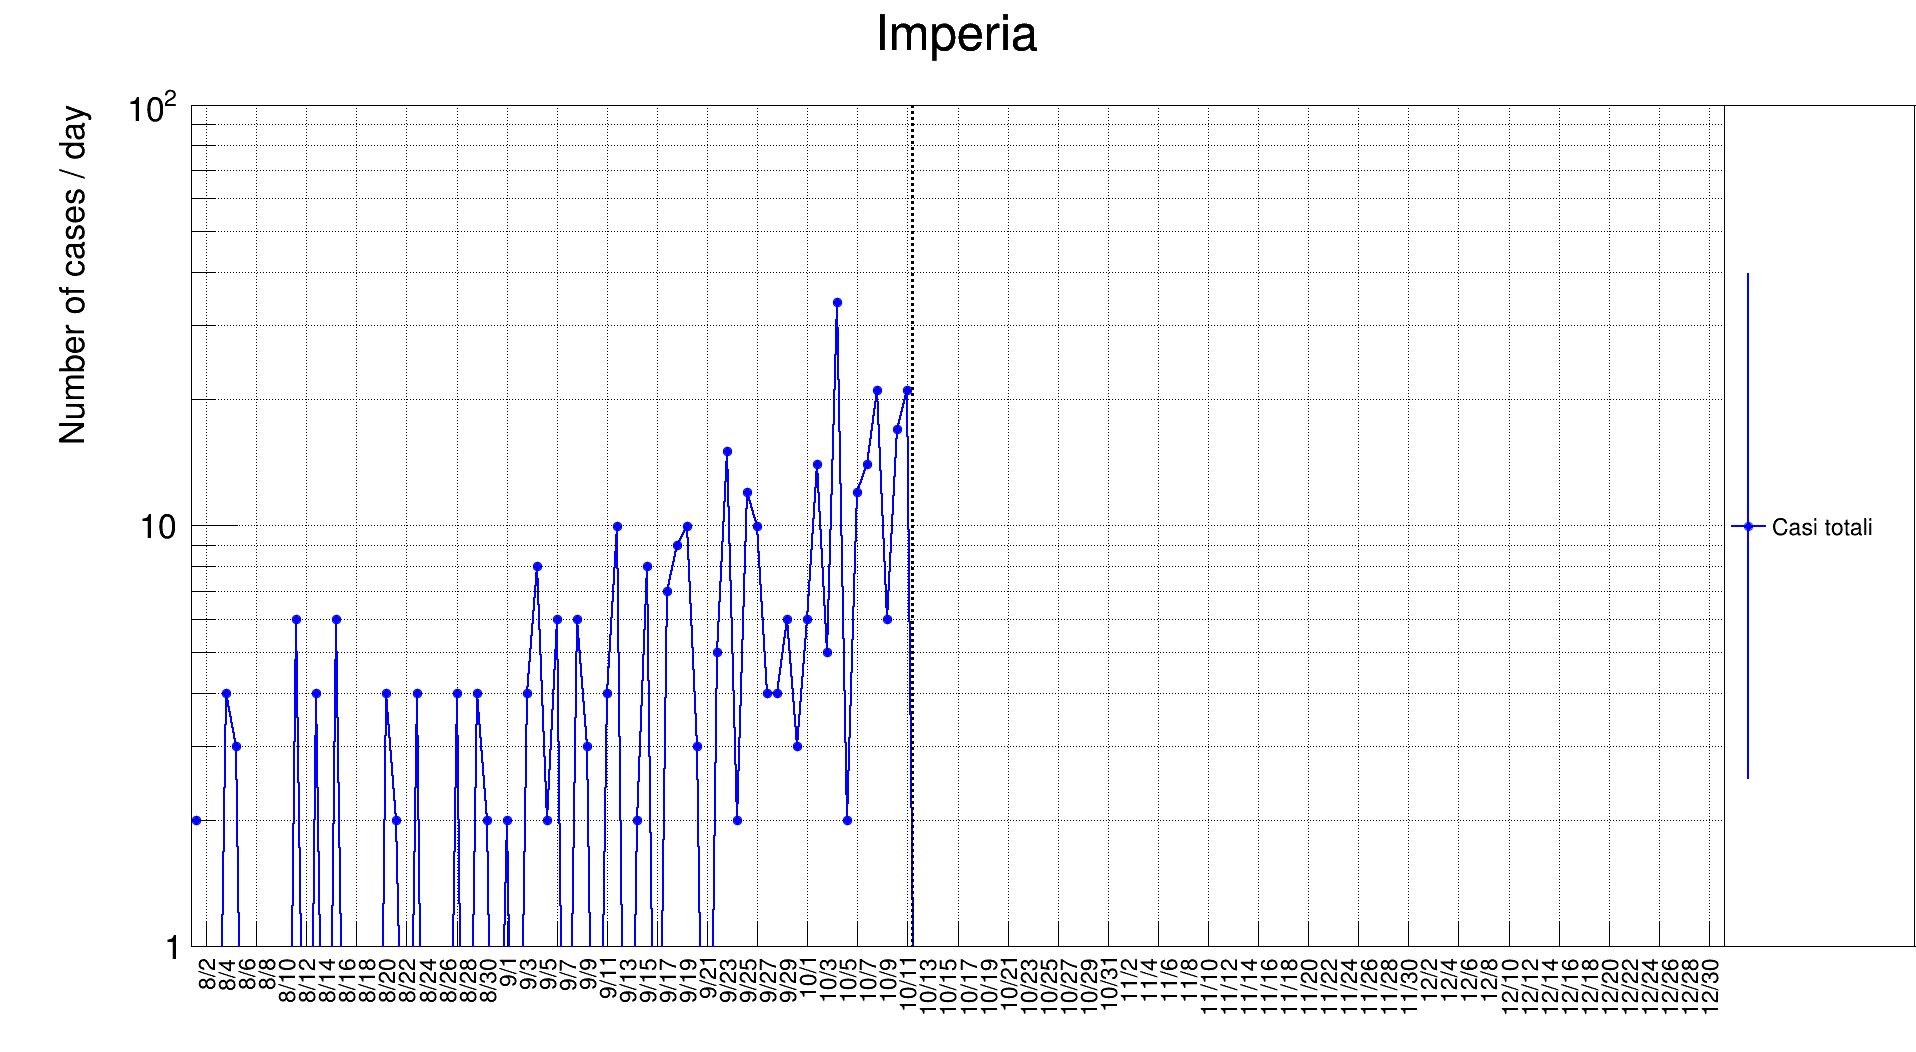 Imperia
Number of cases / day
10²
10
1
Casi totali
8/2 8/4 8/6 8/8 8/10 8/12 8/14 8/16 8/18 8/20 8/22 8/24 8/26 8/28 8/30 9/1 9/3 9/5 9/7 9/9 9/11 9/13 9/15 9/17 9/19 9/21 9/23 9/25 9/27 9/29 10/1 10/3 10/5 10/7 10/9 10/11 10/13 10/15 10/17 10/19 10/21 10/23 10/25 10/27 10/29 10/31 11/2 11/4 11/6 11/8 11/10 11/12 11/14 11/16 11/18 11/20 11/22 11/24 11/26 11/28 11/30 12/2 12/4 12/6 12/8 12/10 12/12 12/14 12/16 12/18 12/20 12/22 12/24 12/26 12/28 12/30